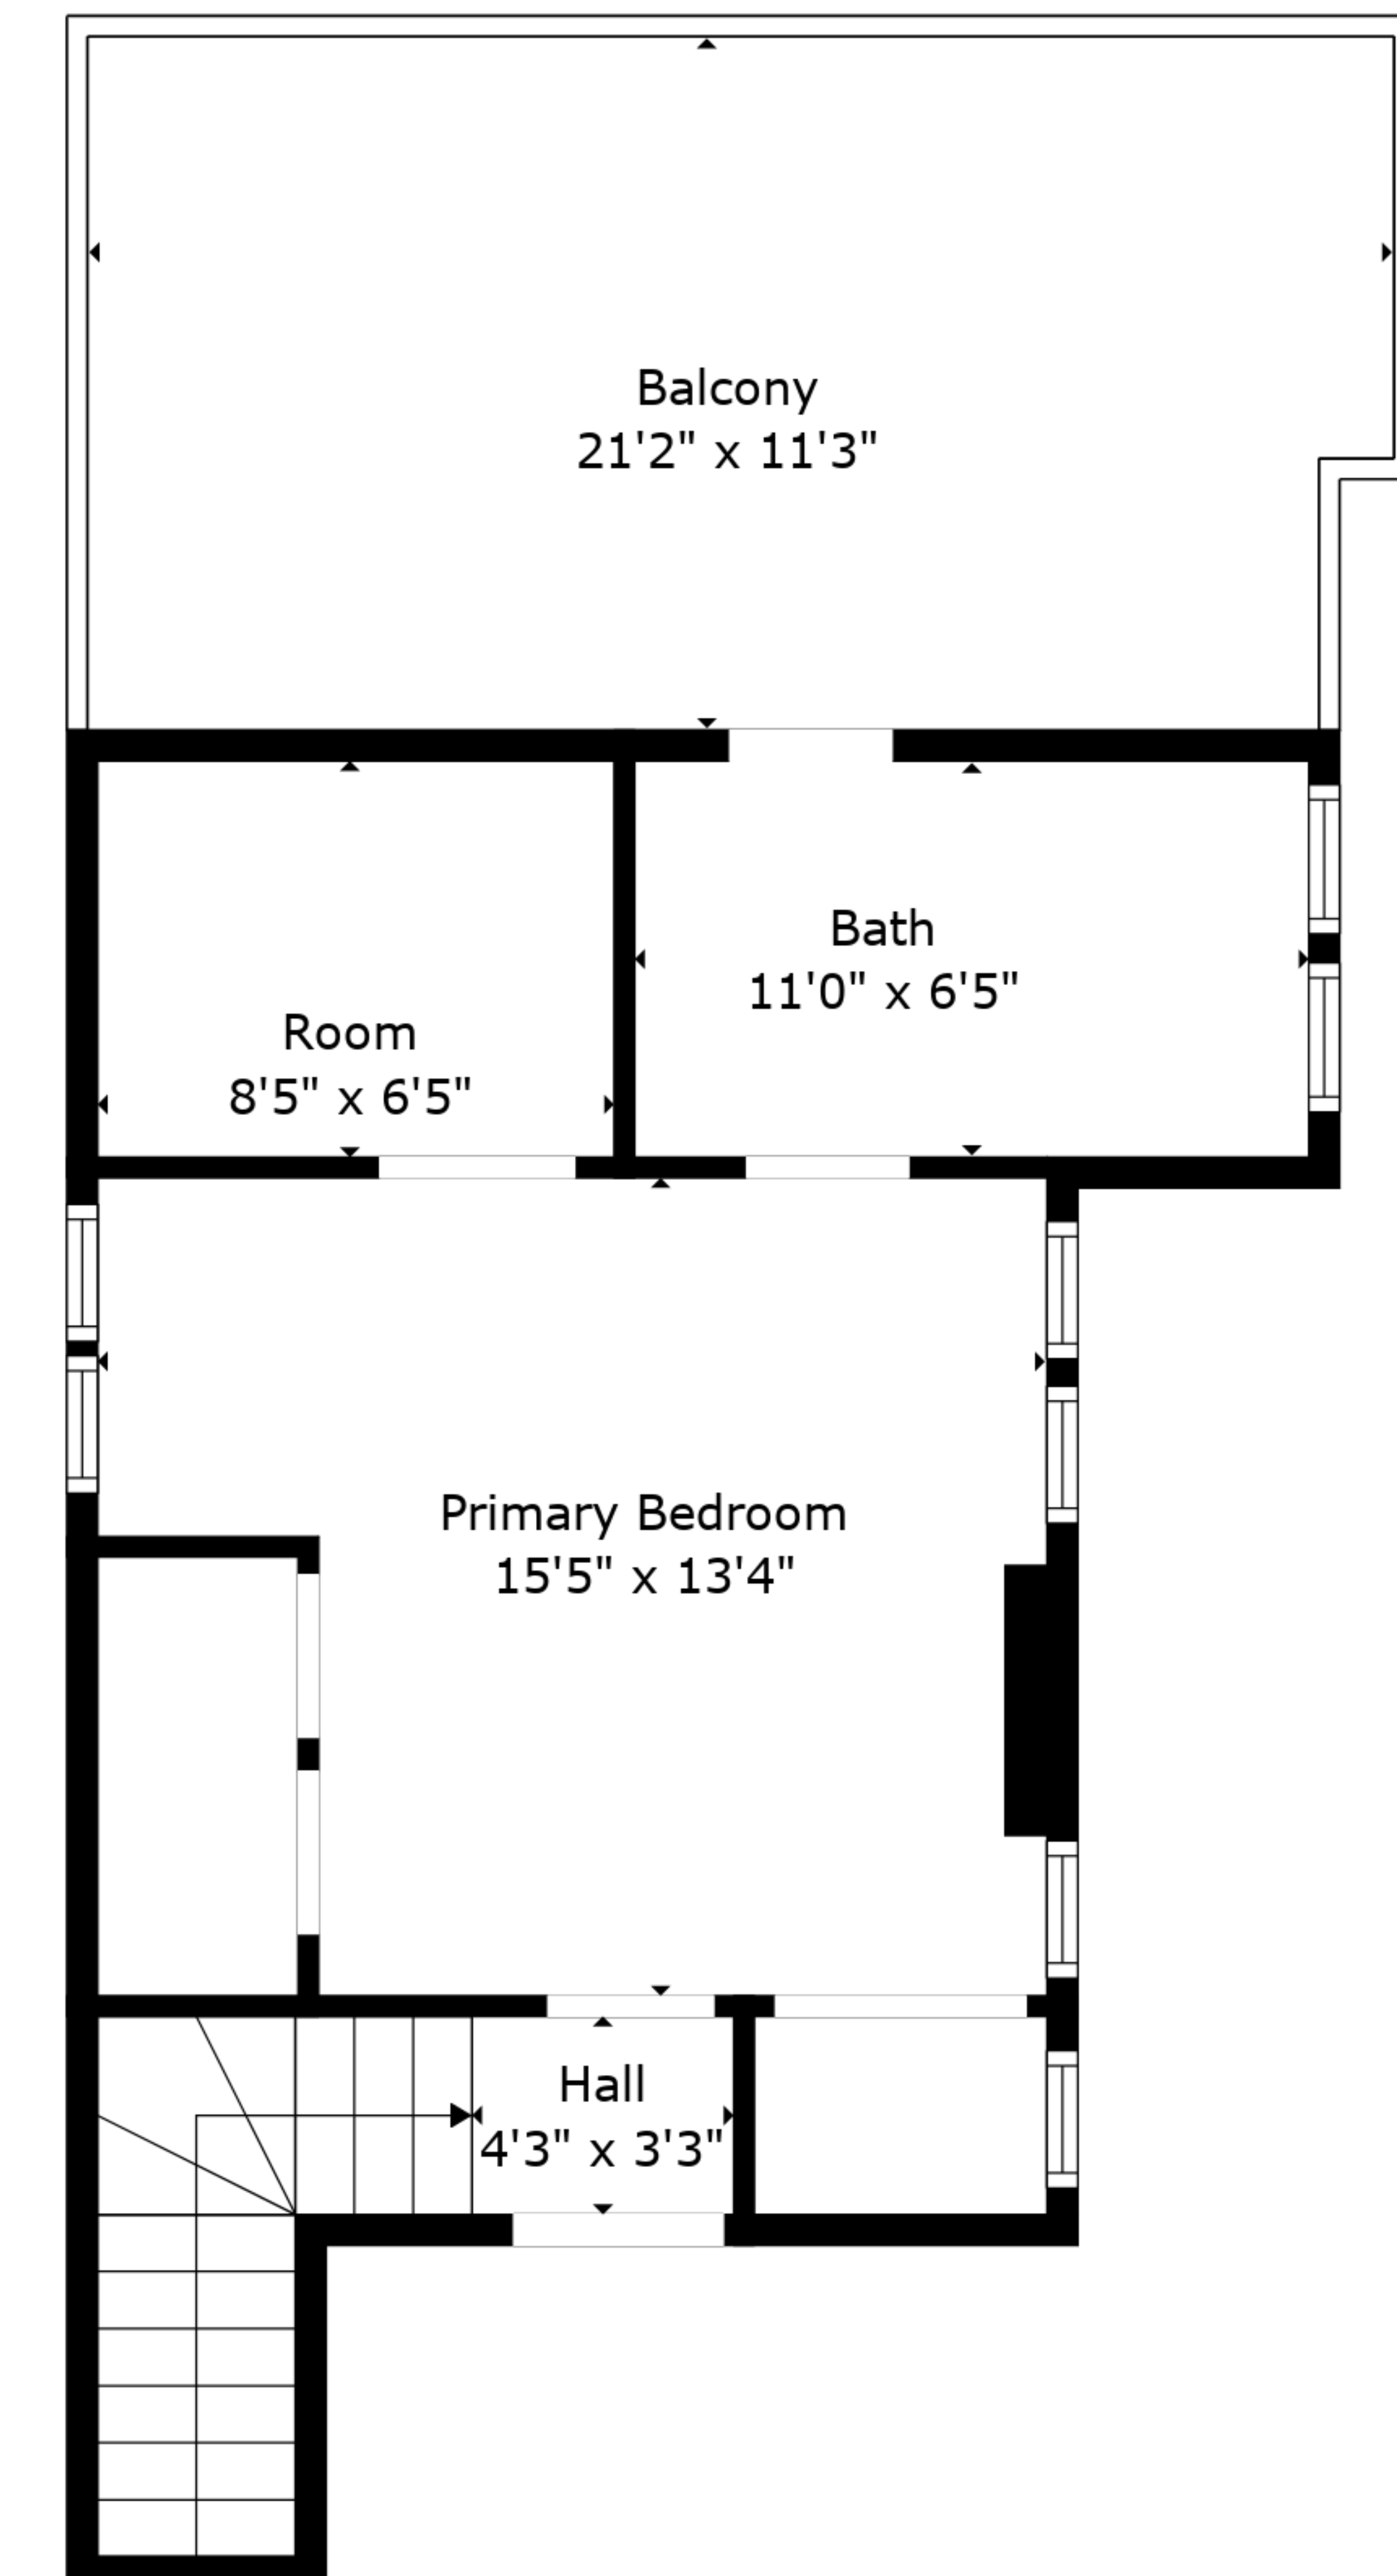 Balcony
21'2" x 11'3"
Bath
11'0" x 6'5"
Room
8'5" x 6'5"
Primary Bedroom
15'5" x 13'4"
Hall
4'3" x 3'3"